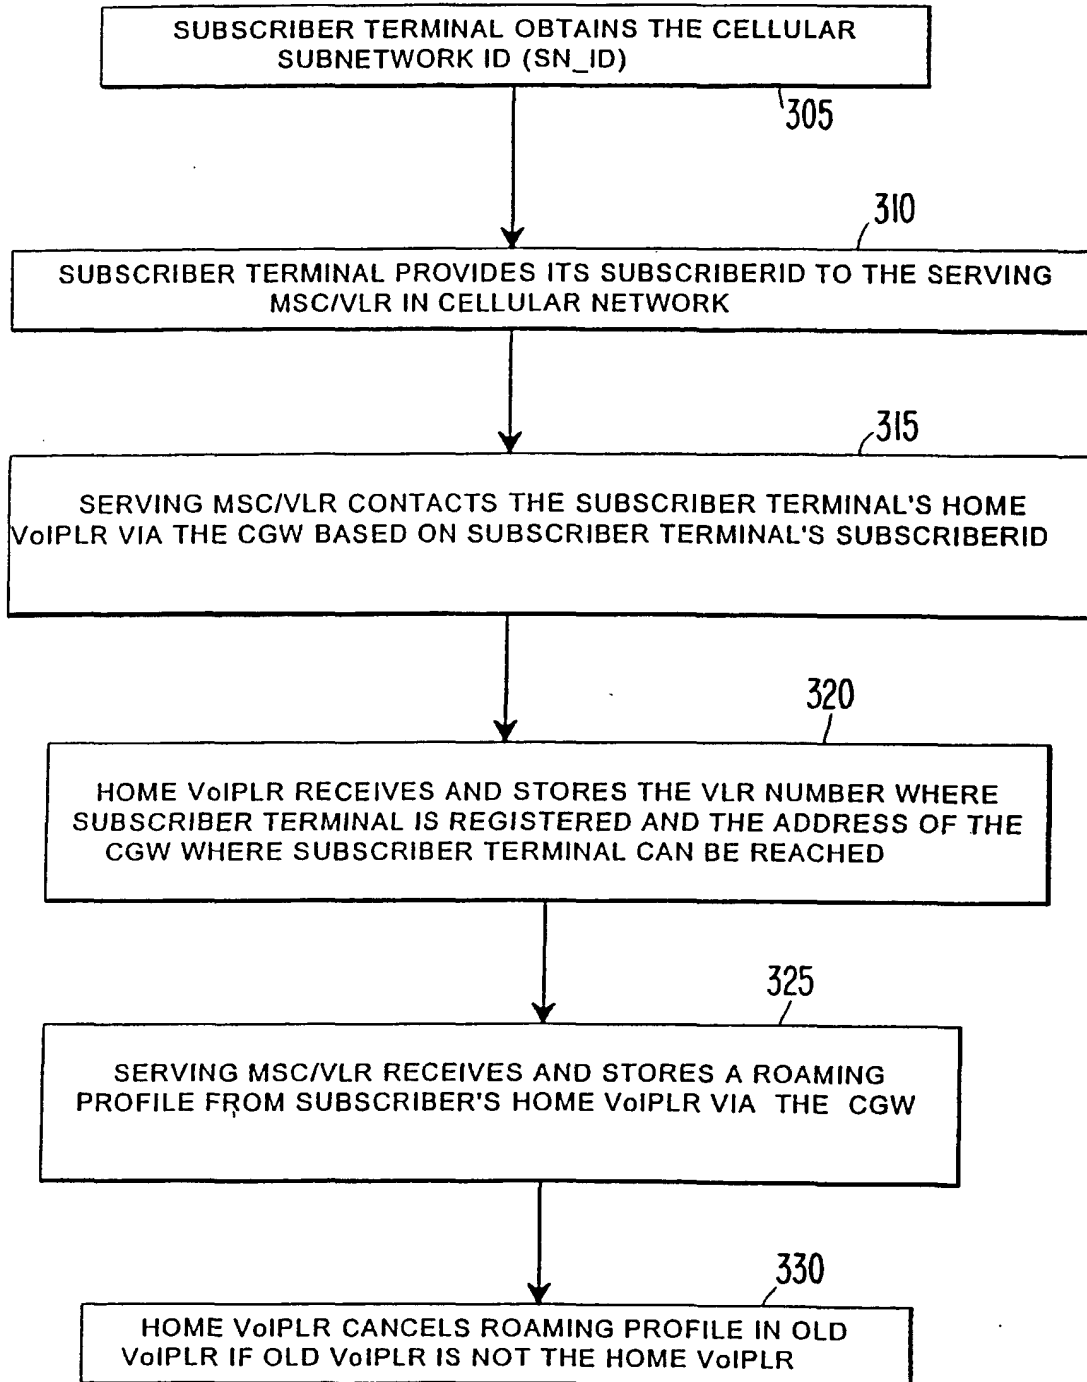 SUBSCRIBER TERMINAL OBTAINS THE CELLULAR
SUBNETWORK ID (SN_ID)
305
310
SUBSCRIBER TERMINAL PROVIDES ITS SUBSCRIBERID TO THE SERVING
MSC/VLR IN CELLULAR NETWORK
315
SERVING MSC/VLR CONTACTS THE SUBSCRIBER TERMINAL'S HOME
VoIPLR VIA THE CGW BASED ON SUBSCRIBER TERMINAL'S SUBSCRIBERID
320
HOME VoIPLR RECEIVES AND STORES THE VLR NUMBER WHERE
SUBSCRIBER TERMINAL IS REGISTERED AND THE ADDRESS OF THE
CGW WHERE SUBSCRIBER TERMINAL CAN BE REACHED
325
SERVING MSC/VLR RECEIVES AND STORES A ROAMING
PROFILE FROM SUBSCRIBER'S HOME VoIPLR VIA THE CGW
330
HOME VoIPLR CANCELS ROAMING PROFILE IN OLD
VoIPLR IF OLD VoIPLR IS NOT THE HOME VoIPLR